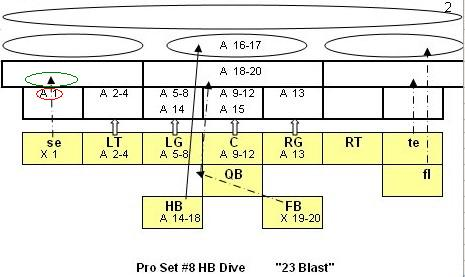 2
A 16-17
A 18-20
A 1 A 2-4 A 5-8 A 9-12 A 13
A 14 A 15
se LT LG C RG RT te
X 1 A 2-4 A 5-8 A 9-12 A 13
QB fl
HB FB
A 14-18 X 19-20
Pro Set #8 HB Dive "23 Blast"